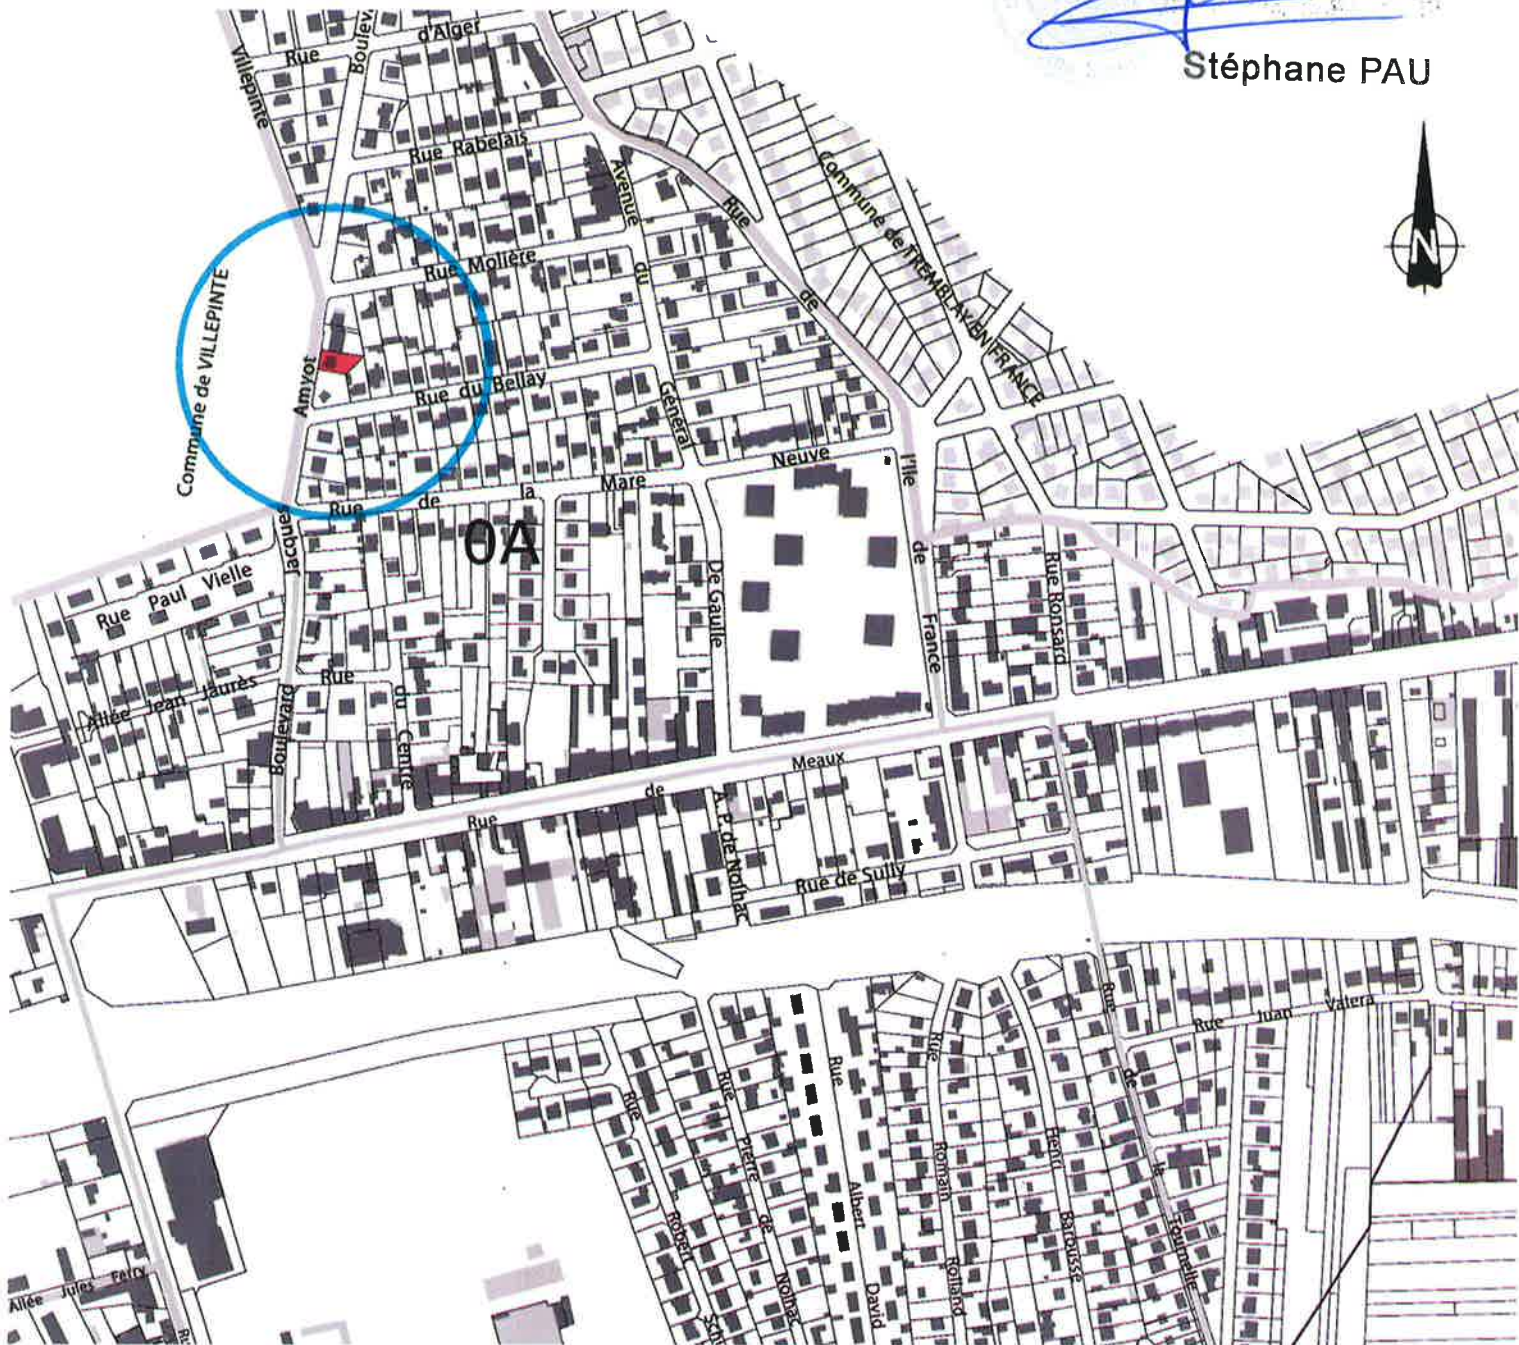 Stéphane PAU
N
Villepinte
Rue
d'Alger
Boulev
Rue Rabelais
Avenue
du
Général
De Gaulle
Rue
de
l'Ile
de
France
Commune de TREMBLAY EN FRANCE
Rue Molière
Commune de VILLEPINTE
Amyot
Rue du Bellay
Jacques
Boulevard
Rue
de
la
Mare
Neuve
0A
Rue Paul Vielle
Rue Ronsard
Allée Jean Jaurès
Rue
du
Centre
Rue
de
Meaux
A. P. de Nolhac
Rue de Sully
Rue Juan Valera
Rue
de
la
Tournelle
Rue
Robert
Rue
Pierre
de
Nolhac
Rue
Albert
David
Rue
Romain
Rolland
Henri
Barbusse
Allée Jules Ferry